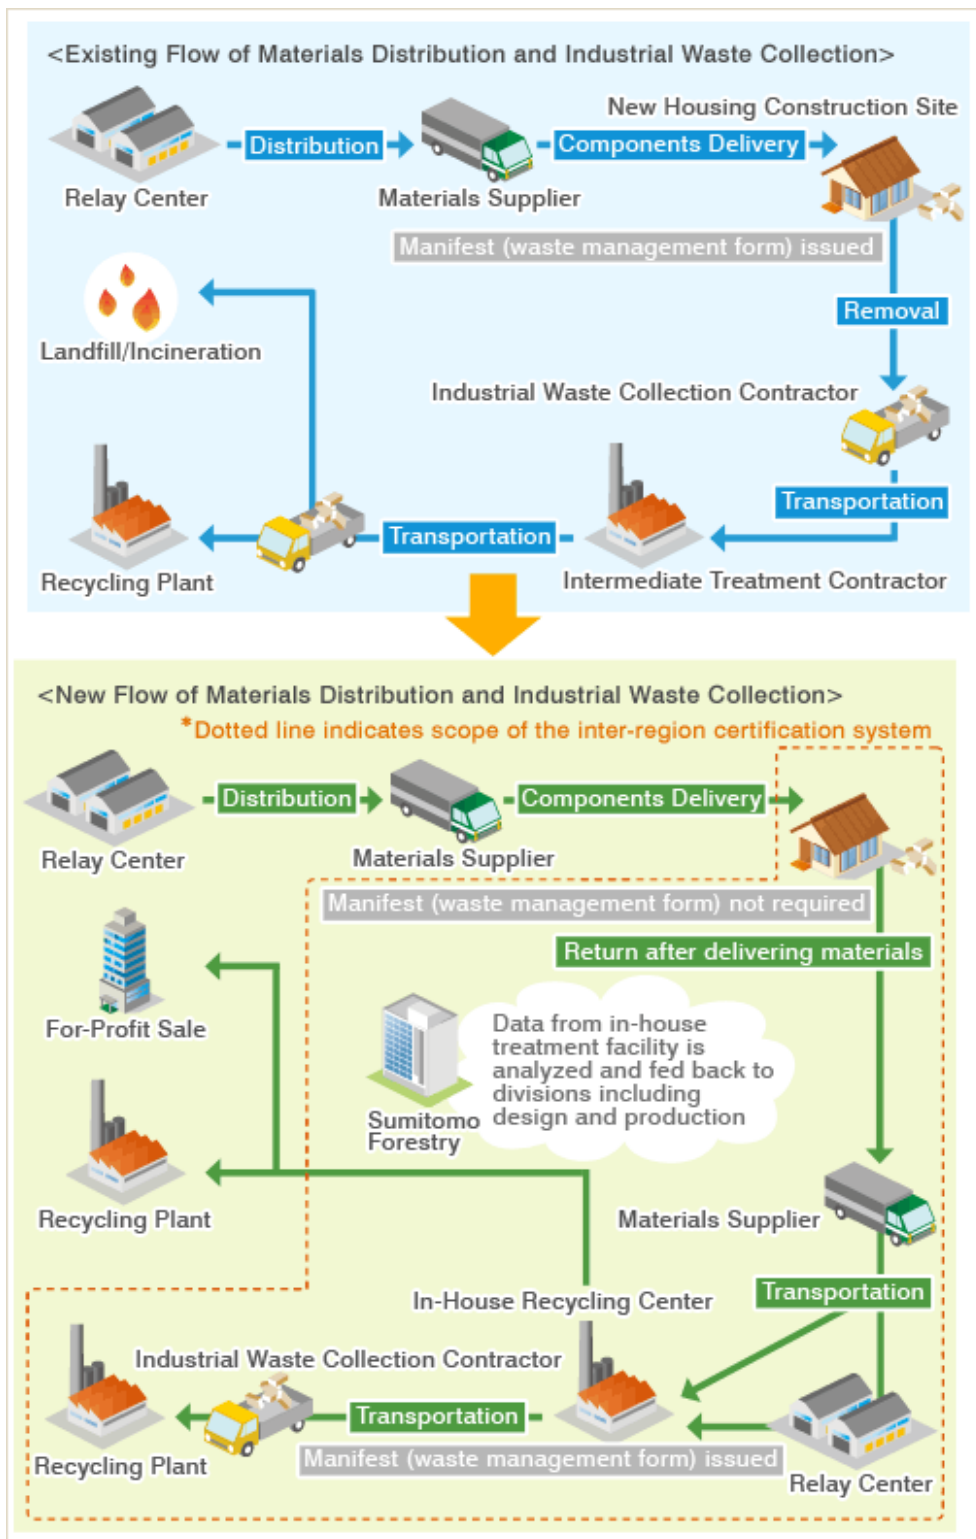 <Existing Flow of Materials Distribution and Industrial Waste Collection>
New Housing Construction Site
Distribution
Components Delivery
Relay Center
Materials Supplier
Manifest (waste management form) issued
Removal
Landfill/Incineration
Industrial Waste Collection Contractor
Transportation
Transportation
Recycling Plant
Intermediate Treatment Contractor
<New Flow of Materials Distribution and Industrial Waste Collection>
*Dotted line indicates scope of the inter-region certification system
Distribution
Components Delivery
Relay Center
Materials Supplier
Manifest (waste management form) not required
Return after delivering materials
For-Profit Sale
Data from in-house
treatment facility is
analyzed and fed back to
divisions including
design and production
Sumitomo
Forestry
Recycling Plant
Materials Supplier
Transportation
In-House Recycling Center
Industrial Waste Collection Contractor
Transportation
Manifest (waste management form) issued
Recycling Plant
Relay Center